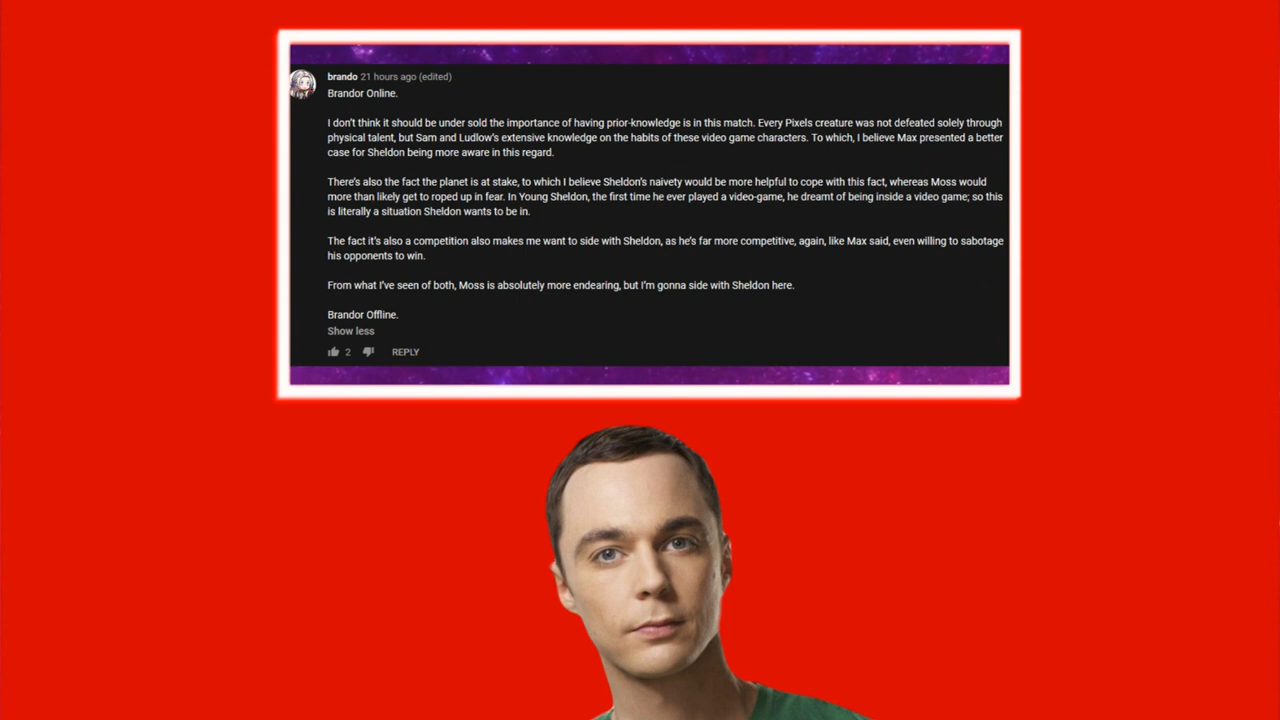 brando 21 hours ago (edited)
Brandor Online.
I don't think it should be under sold the importance of having prior-knowledge is in this match. Every Pixels creature was not defeated solely through
physical talent, but Sam and Ludlow's extensive knowledge on the habits of these video game characters. To which, I believe Max presented a better
case for Sheldon being more aware in this regard.
There's also the fact the planet is at stake, to which I believe Sheldon's naivety would be more helpful to cope with this fact, whereas Moss would
more than likely get to roped up in fear. In Young Sheldon, the first time he ever played a video-game, he dreamt of being inside a video game; so this
is literally a situation Sheldon wants to be in.
The fact it's also a competition also makes me want to side with Sheldon, as he's far more competitive, again, like Max said, even willing to sabotage
his opponents to win.
From what I've seen of both, Moss is absolutely more endearing, but I'm gonna side with Sheldon here.
Brandor Offline.
Show less
2 REPLY